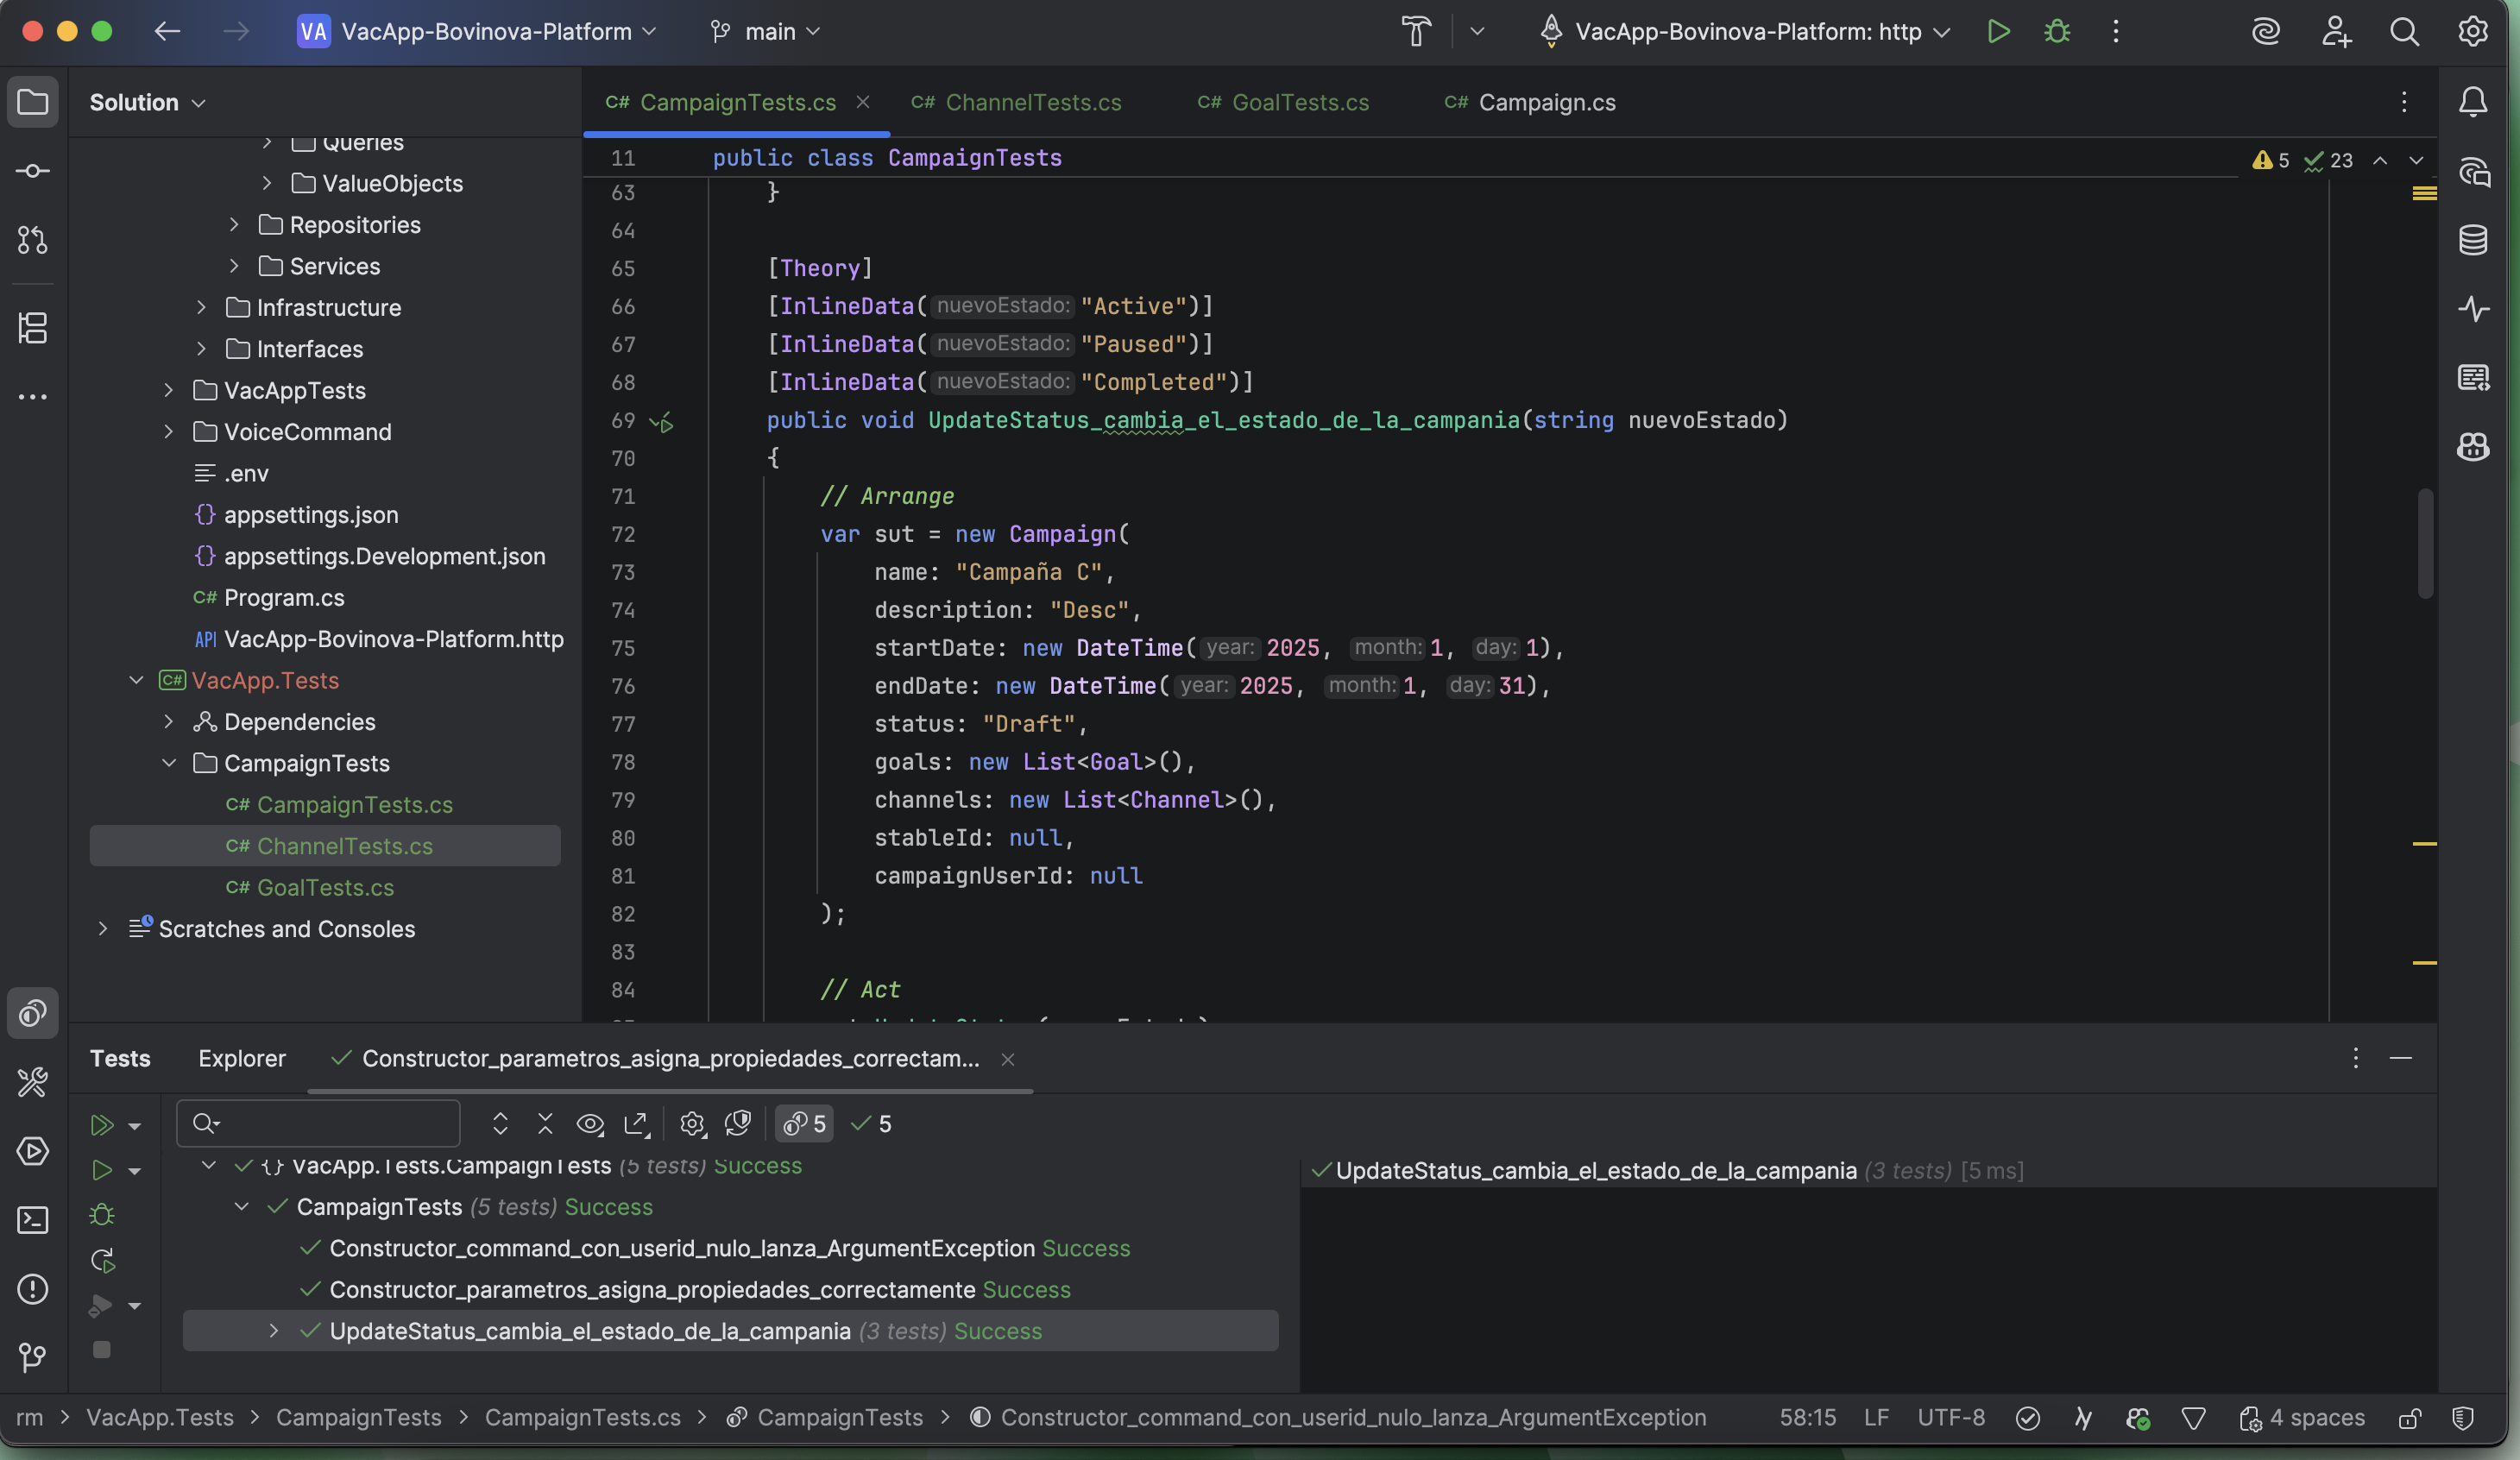 VA VacApp-Bovinova-Platform main VacApp-Bovinova-Platform: http
Solution
Queries
ValueObjects
Repositories
Services
Infrastructure
Interfaces
VacAppTests
VoiceCommand
.env
{} appsettings.json
{} appsettings.Development.json
C# Program.cs
API VacApp-Bovinova-Platform.http
C# VacApp.Tests
Dependencies
CampaignTests
C# CampaignTests.cs
C# ChannelTests.cs
C# GoalTests.cs
Scratches and Consoles
C# CampaignTests.cs C# ChannelTests.cs C# GoalTests.cs C# Campaign.cs
11 public class CampaignTests 5 23
63 }
64
65 [Theory]
66 [InlineData(nuevoEstado: "Active")]
67 [InlineData(nuevoEstado: "Paused")]
68 [InlineData(nuevoEstado: "Completed")]
69 public void UpdateStatus_cambia_el_estado_de_la_campania(string nuevoEstado)
70 {
71 // Arrange
72 var sut = new Campaign(
73 name: "Campaña C",
74 description: "Desc",
75 startDate: new DateTime(year: 2025, month: 1, day: 1),
76 endDate: new DateTime(year: 2025, month: 1, day: 31),
77 status: "Draft",
78 goals: new List<Goal>(),
79 channels: new List<Channel>(),
80 stableId: null,
81 campaignUserId: null
82 );
83
84 // Act
Tests Explorer Constructor_parametros_asigna_propiedades_correctam...
5 5
{} VacApp.Tests.CampaignTests (5 tests) Success
CampaignTests (5 tests) Success
Constructor_command_con_userid_nulo_lanza_ArgumentException Success
Constructor_parametros_asigna_propiedades_correctamente Success
UpdateStatus_cambia_el_estado_de_la_campania (3 tests) Success
UpdateStatus_cambia_el_estado_de_la_campania (3 tests) [5 ms]
rm > VacApp.Tests > CampaignTests > CampaignTests.cs > CampaignTests > Constructor_command_con_userid_nulo_lanza_ArgumentException 58:15 LF UTF-8 4 spaces